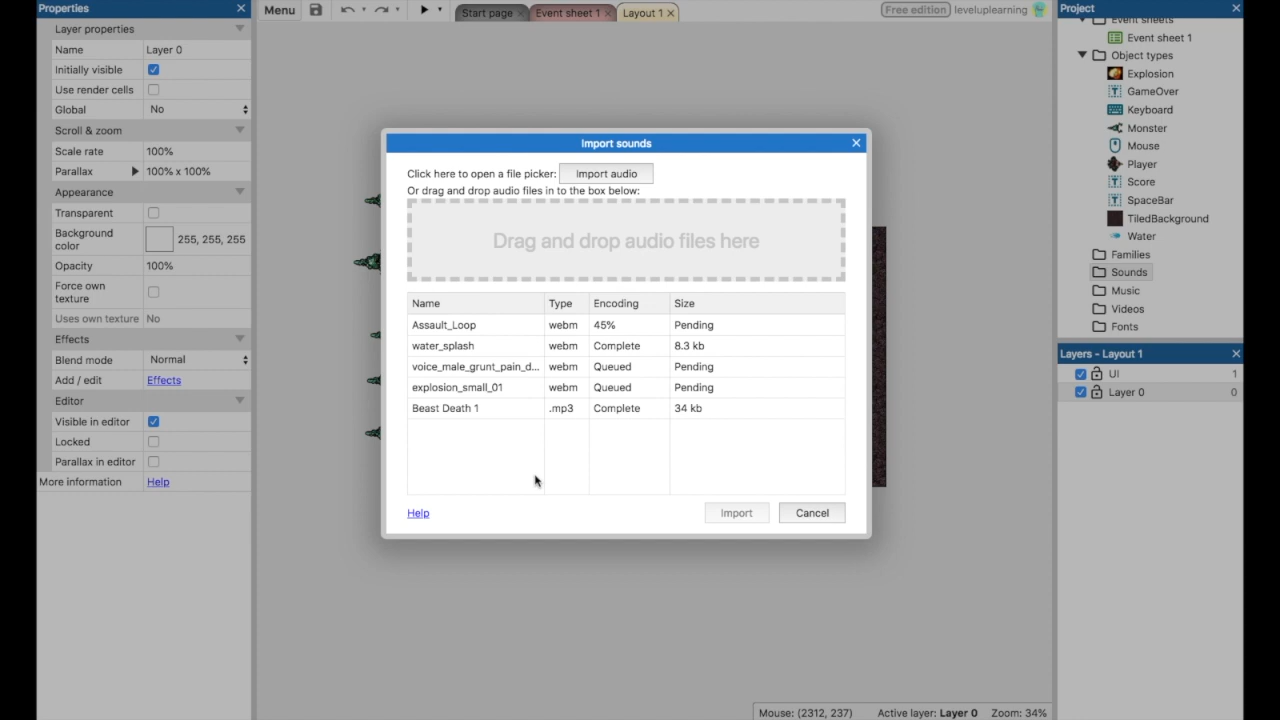 Properties
Layer properties
Name Layer 0
Initially visible
Use render cells
Global No
Scroll & zoom
Scale rate 100%
Parallax 100% x 100%
Appearance
Transparent
Background color 255, 255, 255
Opacity 100%
Force own texture
Uses own texture No
Effects
Blend mode Normal
Add / edit Effects
Editor
Visible in editor
Locked
Parallax in editor
More information Help
Menu
Start page
Event sheet 1
Layout 1
Free edition leveluplearning
Import sounds
Click here to open a file picker: Import audio
Or drag and drop audio files in to the box below:
Drag and drop audio files here
Name Type Encoding Size
Assault_Loop webm 45% Pending
water_splash webm Complete 8.3 kb
voice_male_grunt_pain_d... webm Queued Pending
explosion_small_01 webm Queued Pending
Beast Death 1 .mp3 Complete 34 kb
Help Import Cancel
Mouse: (2312, 237) Active layer: Layer 0 Zoom: 34%
Project
Event sheets
Event sheet 1
Object types
Explosion
GameOver
Keyboard
Monster
Mouse
Player
Score
SpaceBar
TiledBackground
Water
Families
Sounds
Music
Videos
Fonts
Layers - Layout 1
UI 1
Layer 0 0